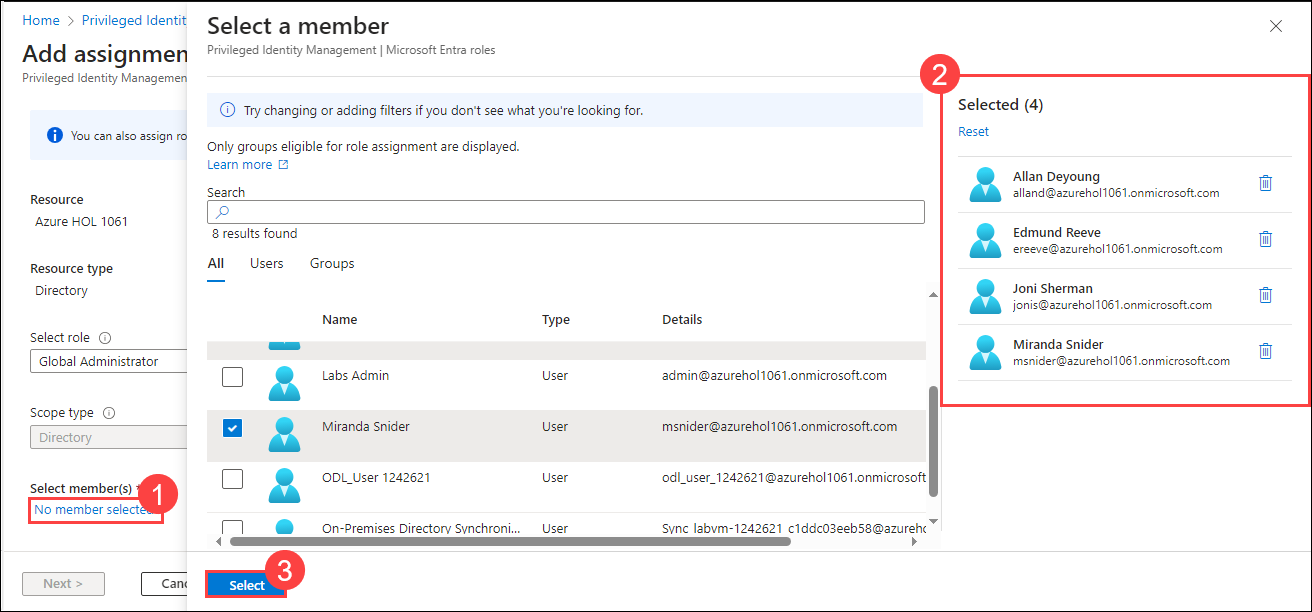 Home > Privileged Identit
Add assignmen
Privileged Identity Managemen
You can also assign ro
Resource
Azure HOL 1061
Resource type
Directory
Select role
Global Administrator
Scope type
Directory
Select member(s) *
No member selected
1
Next >
Canc
Select a member
Privileged Identity Management | Microsoft Entra roles
Try changing or adding filters if you don't see what you're looking for.
Only groups eligible for role assignment are displayed.
Learn more
Search
8 results found
All Users Groups
Name Type Details
Labs Admin User admin@azurehol1061.onmicrosoft.com
Miranda Snider User msnider@azurehol1061.onmicrosoft.com
ODL_User 1242621 User odl_user_1242621@azurehol1061.onmicrosoft
On-Premises Directory Synchroni... User Sync_labvm-1242621_c1ddc03eeb58@azureho
Select
3
2
Selected (4)
Reset
Allan Deyoung
alland@azurehol1061.onmicrosoft.com
Edmund Reeve
ereeve@azurehol1061.onmicrosoft.com
Joni Sherman
jonis@azurehol1061.onmicrosoft.com
Miranda Snider
msnider@azurehol1061.onmicrosoft.com